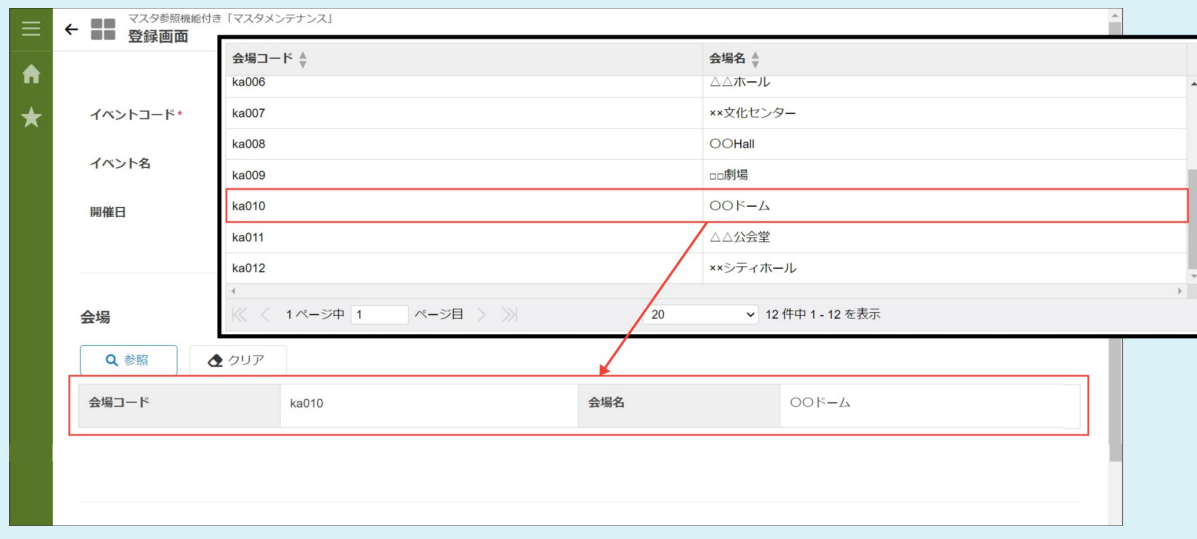 マスタ参照機能付き「マスタメンテナンス」
登録画面
イベントコード*
イベント名
開催日
会場コード 会場名
ka006 △△ホール
ka007 ××文化センター
ka008 〇〇Hall
ka009 □□劇場
ka010 〇〇ドーム
ka011 △△公会堂
ka012 ××シティホール
1 ページ中 1 ページ目 20 12 件中 1 - 12 を表示
会場
参照 クリア
会場コード ka010 会場名 〇〇ドーム